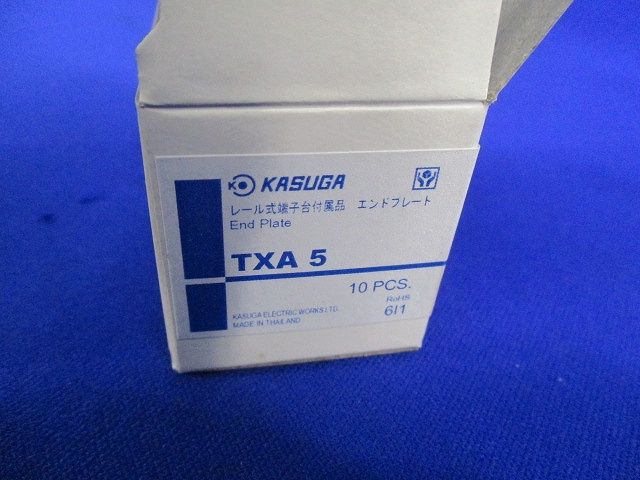 KASUGA
レール式端子台付属品 エンドプレート
End Plate
TXA 5
10 PCS.
RoHS
6I1
KASUGA ELECTRIC WORKS LTD.
MADE IN THAILAND